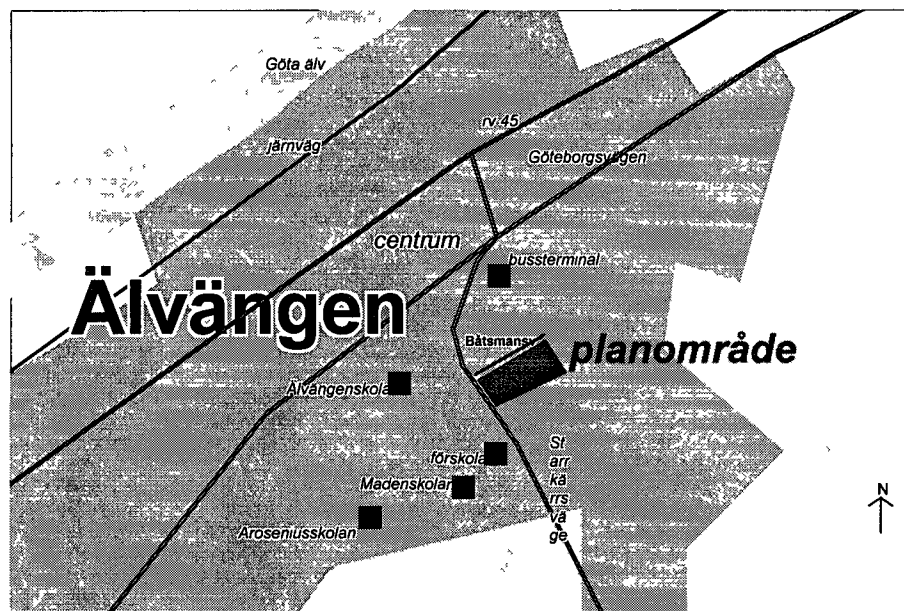 Göta älv
järnväg
rv 45
Göteborgsvägen
centrum
bussterminal
Älvängen
Båtsmansv
planområde
Älvängenskola
förskola
Madenskolan
Aroseniusskolan
St
arr
kä
rrs
vä
ge
N